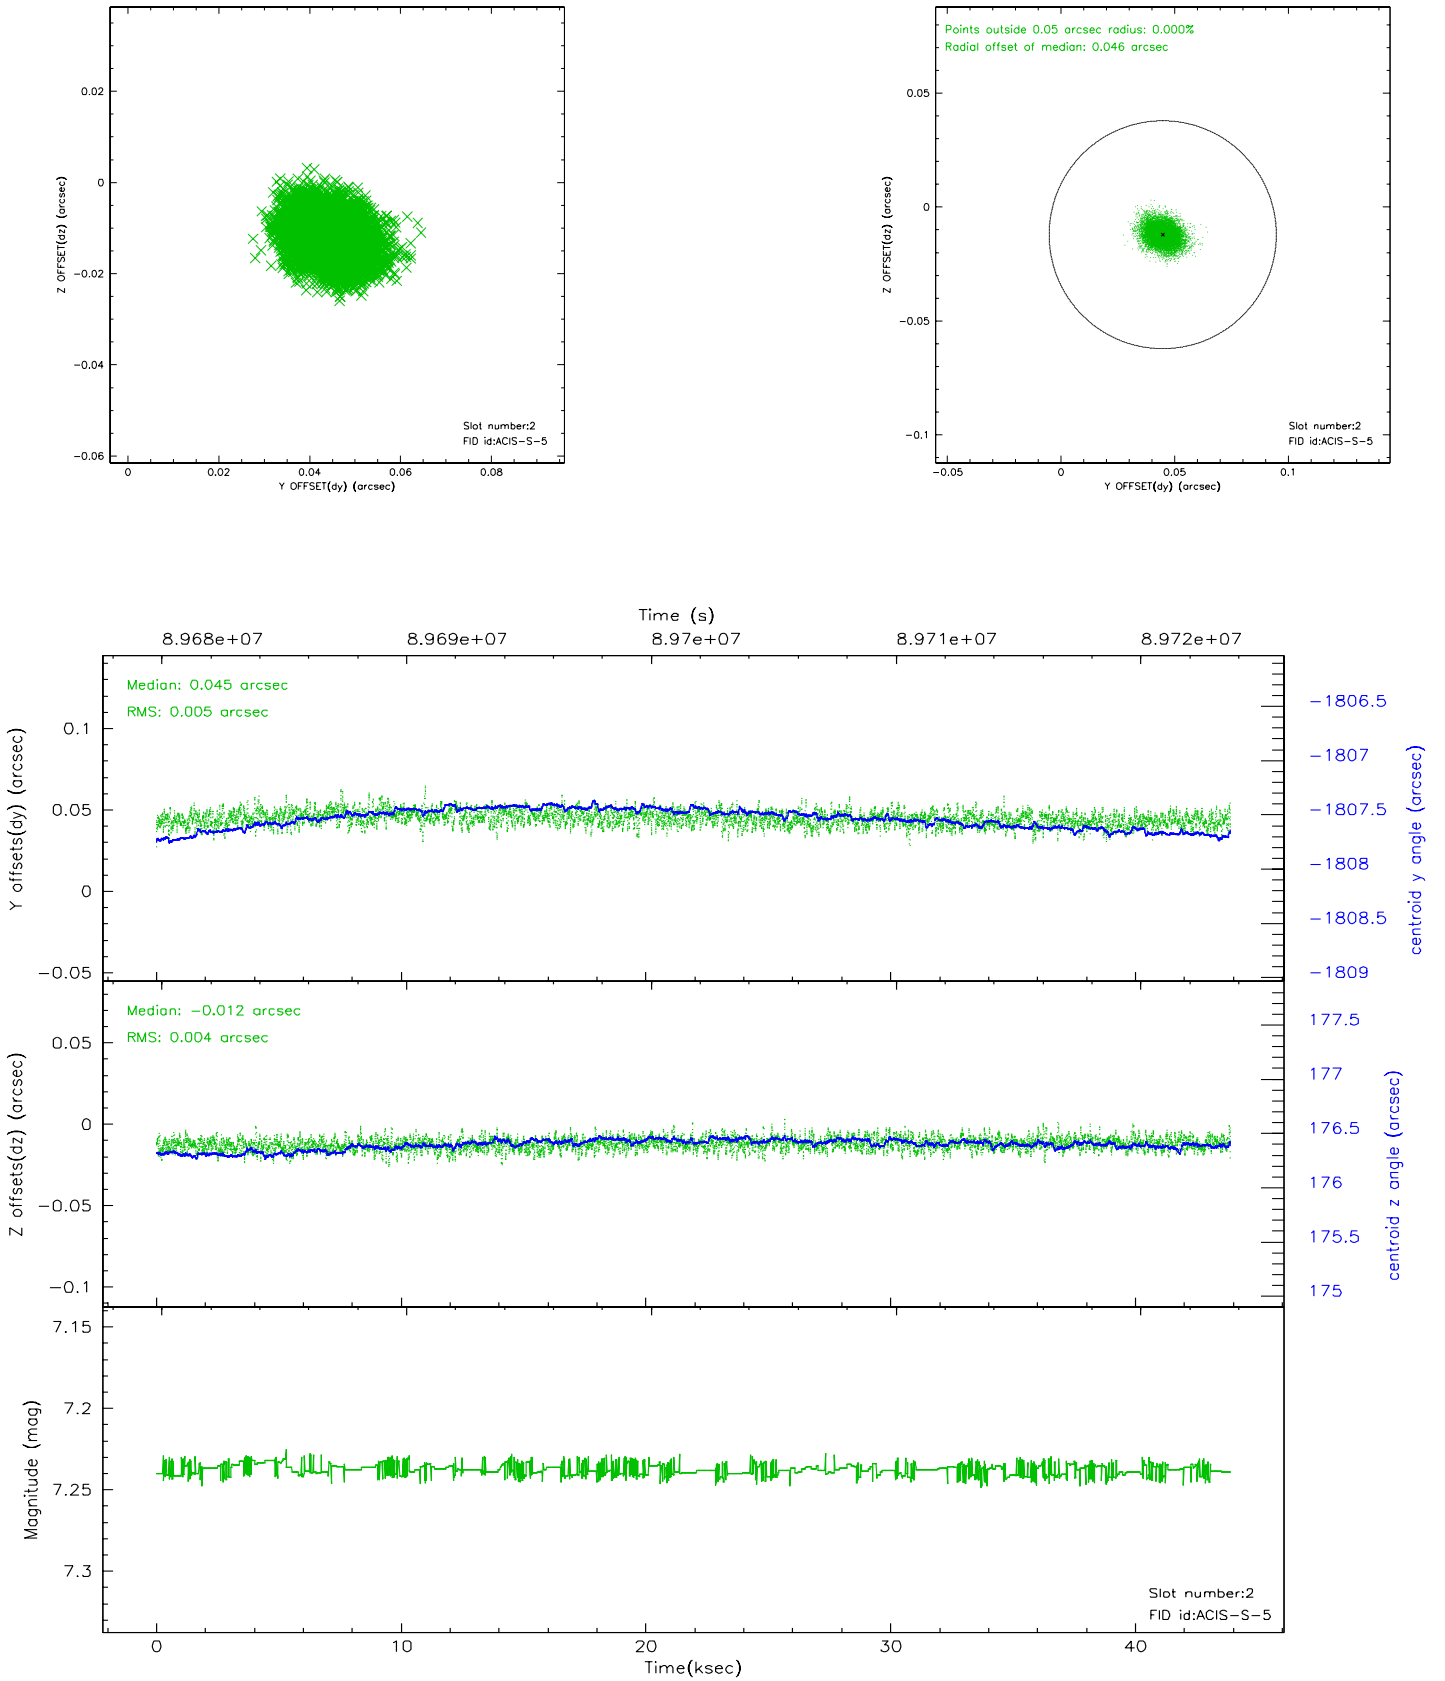 0.02
0
−0.02
−0.04
−0.06
Z OFFSET(dz) (arcsec)
Slot number:2
FID id:ACIS−S−5
0 0.02 0.04 0.06 0.08
Y OFFSET(dy) (arcsec)
Points outside 0.05 arcsec radius: 0.000%
Radial offset of median: 0.046 arcsec
0.05
0
−0.05
−0.1
Z OFFSET(dz) (arcsec)
Slot number:2
FID id:ACIS−S−5
−0.05 0 0.05 0.1
Y OFFSET(dy) (arcsec)
Time (s)
8.968e+07 8.969e+07 8.97e+07 8.971e+07 8.972e+07
Median: 0.045 arcsec
RMS: 0.005 arcsec
0.1
0.05
0
−0.05
Y offsets(dy) (arcsec)
−1806.5
−1807
−1807.5
−1808
−1808.5
−1809
centroid y angle (arcsec)
Median: −0.012 arcsec
RMS: 0.004 arcsec
0.05
0
−0.05
−0.1
Z offsets(dz) (arcsec)
177.5
177
176.5
176
175.5
175
centroid z angle (arcsec)
7.15
7.2
7.25
7.3
Magnitude (mag)
Slot number:2
FID id:ACIS−S−5
0 10 20 30 40
Time(ksec)